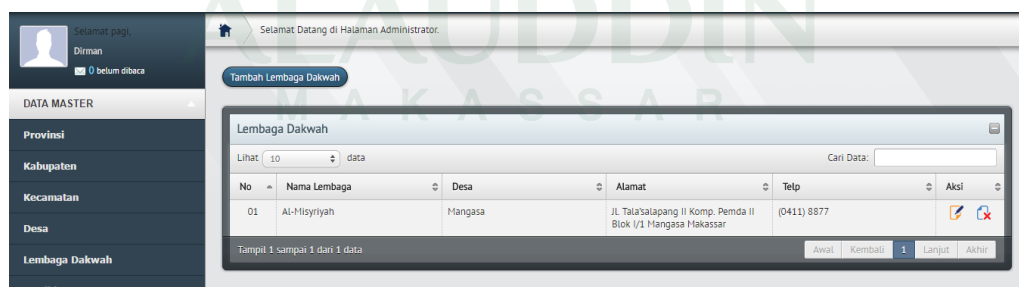 ALAUDDIN
MAKASSAR
Selamat pagi,
Dirman
0 belum dibaca
DATA MASTER
Provinsi
Kabupaten
Kecamatan
Desa
Lembaga Dakwah
Selamat Datang di Halaman Administrator.
Tambah Lembaga Dakwah
Lembaga Dakwah
Lihat 10 data
Cari Data:
No Nama Lembaga Desa Alamat Telp Aksi
01 Al-Misyriyah Mangasa Jl. Tala'salapang II Komp. Pemda II (0411) 8877
Blok I/1 Mangasa Makassar
Tampil 1 sampai 1 dari 1 data
Awal Kembali 1 Lanjut Akhir